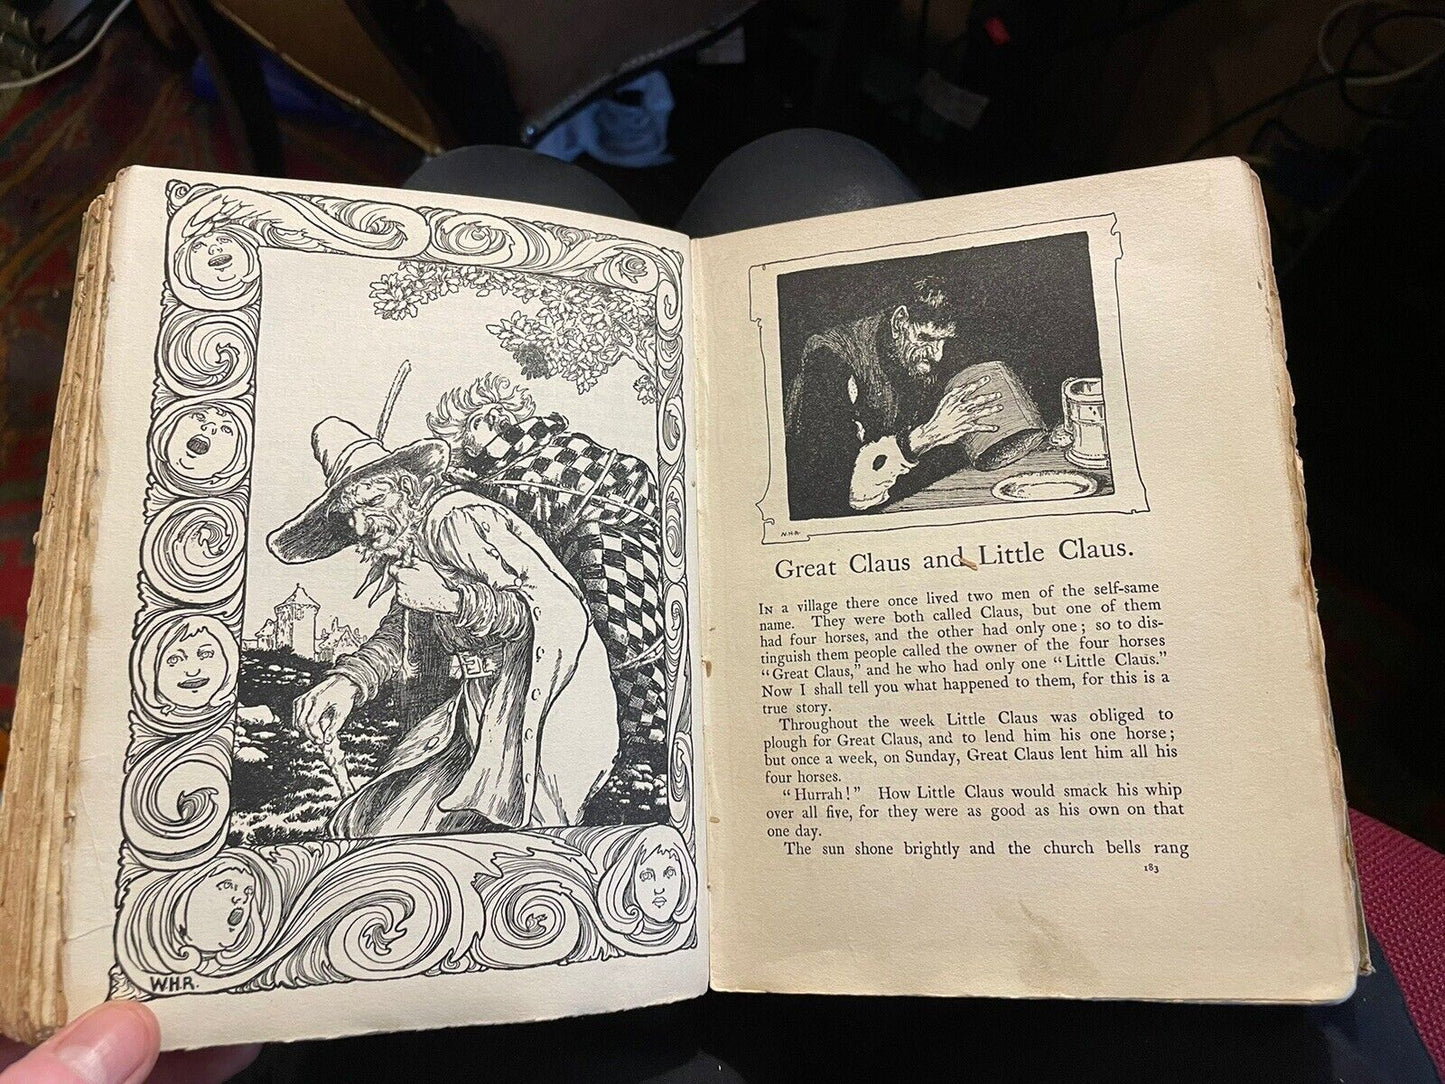 W.H.R.
W.H.R.
Great Claus and Little Claus.
IN a village there once lived two men of the self-same
name. They were both called Claus, but one of them
had four horses, and the other had only one; so to dis-
tinguish them people called the owner of the four horses
"Great Claus," and he who had only one "Little Claus."
Now I shall tell you what happened to them, for this is a
true story.
Throughout the week Little Claus was obliged to
plough for Great Claus, and to lend him his one horse;
but once a week, on Sunday, Great Claus lent him all his
four horses.
"Hurrah!" How Little Claus would smack his whip
over all five, for they were as good as his own on that
one day.
The sun shone brightly and the church bells rang
183